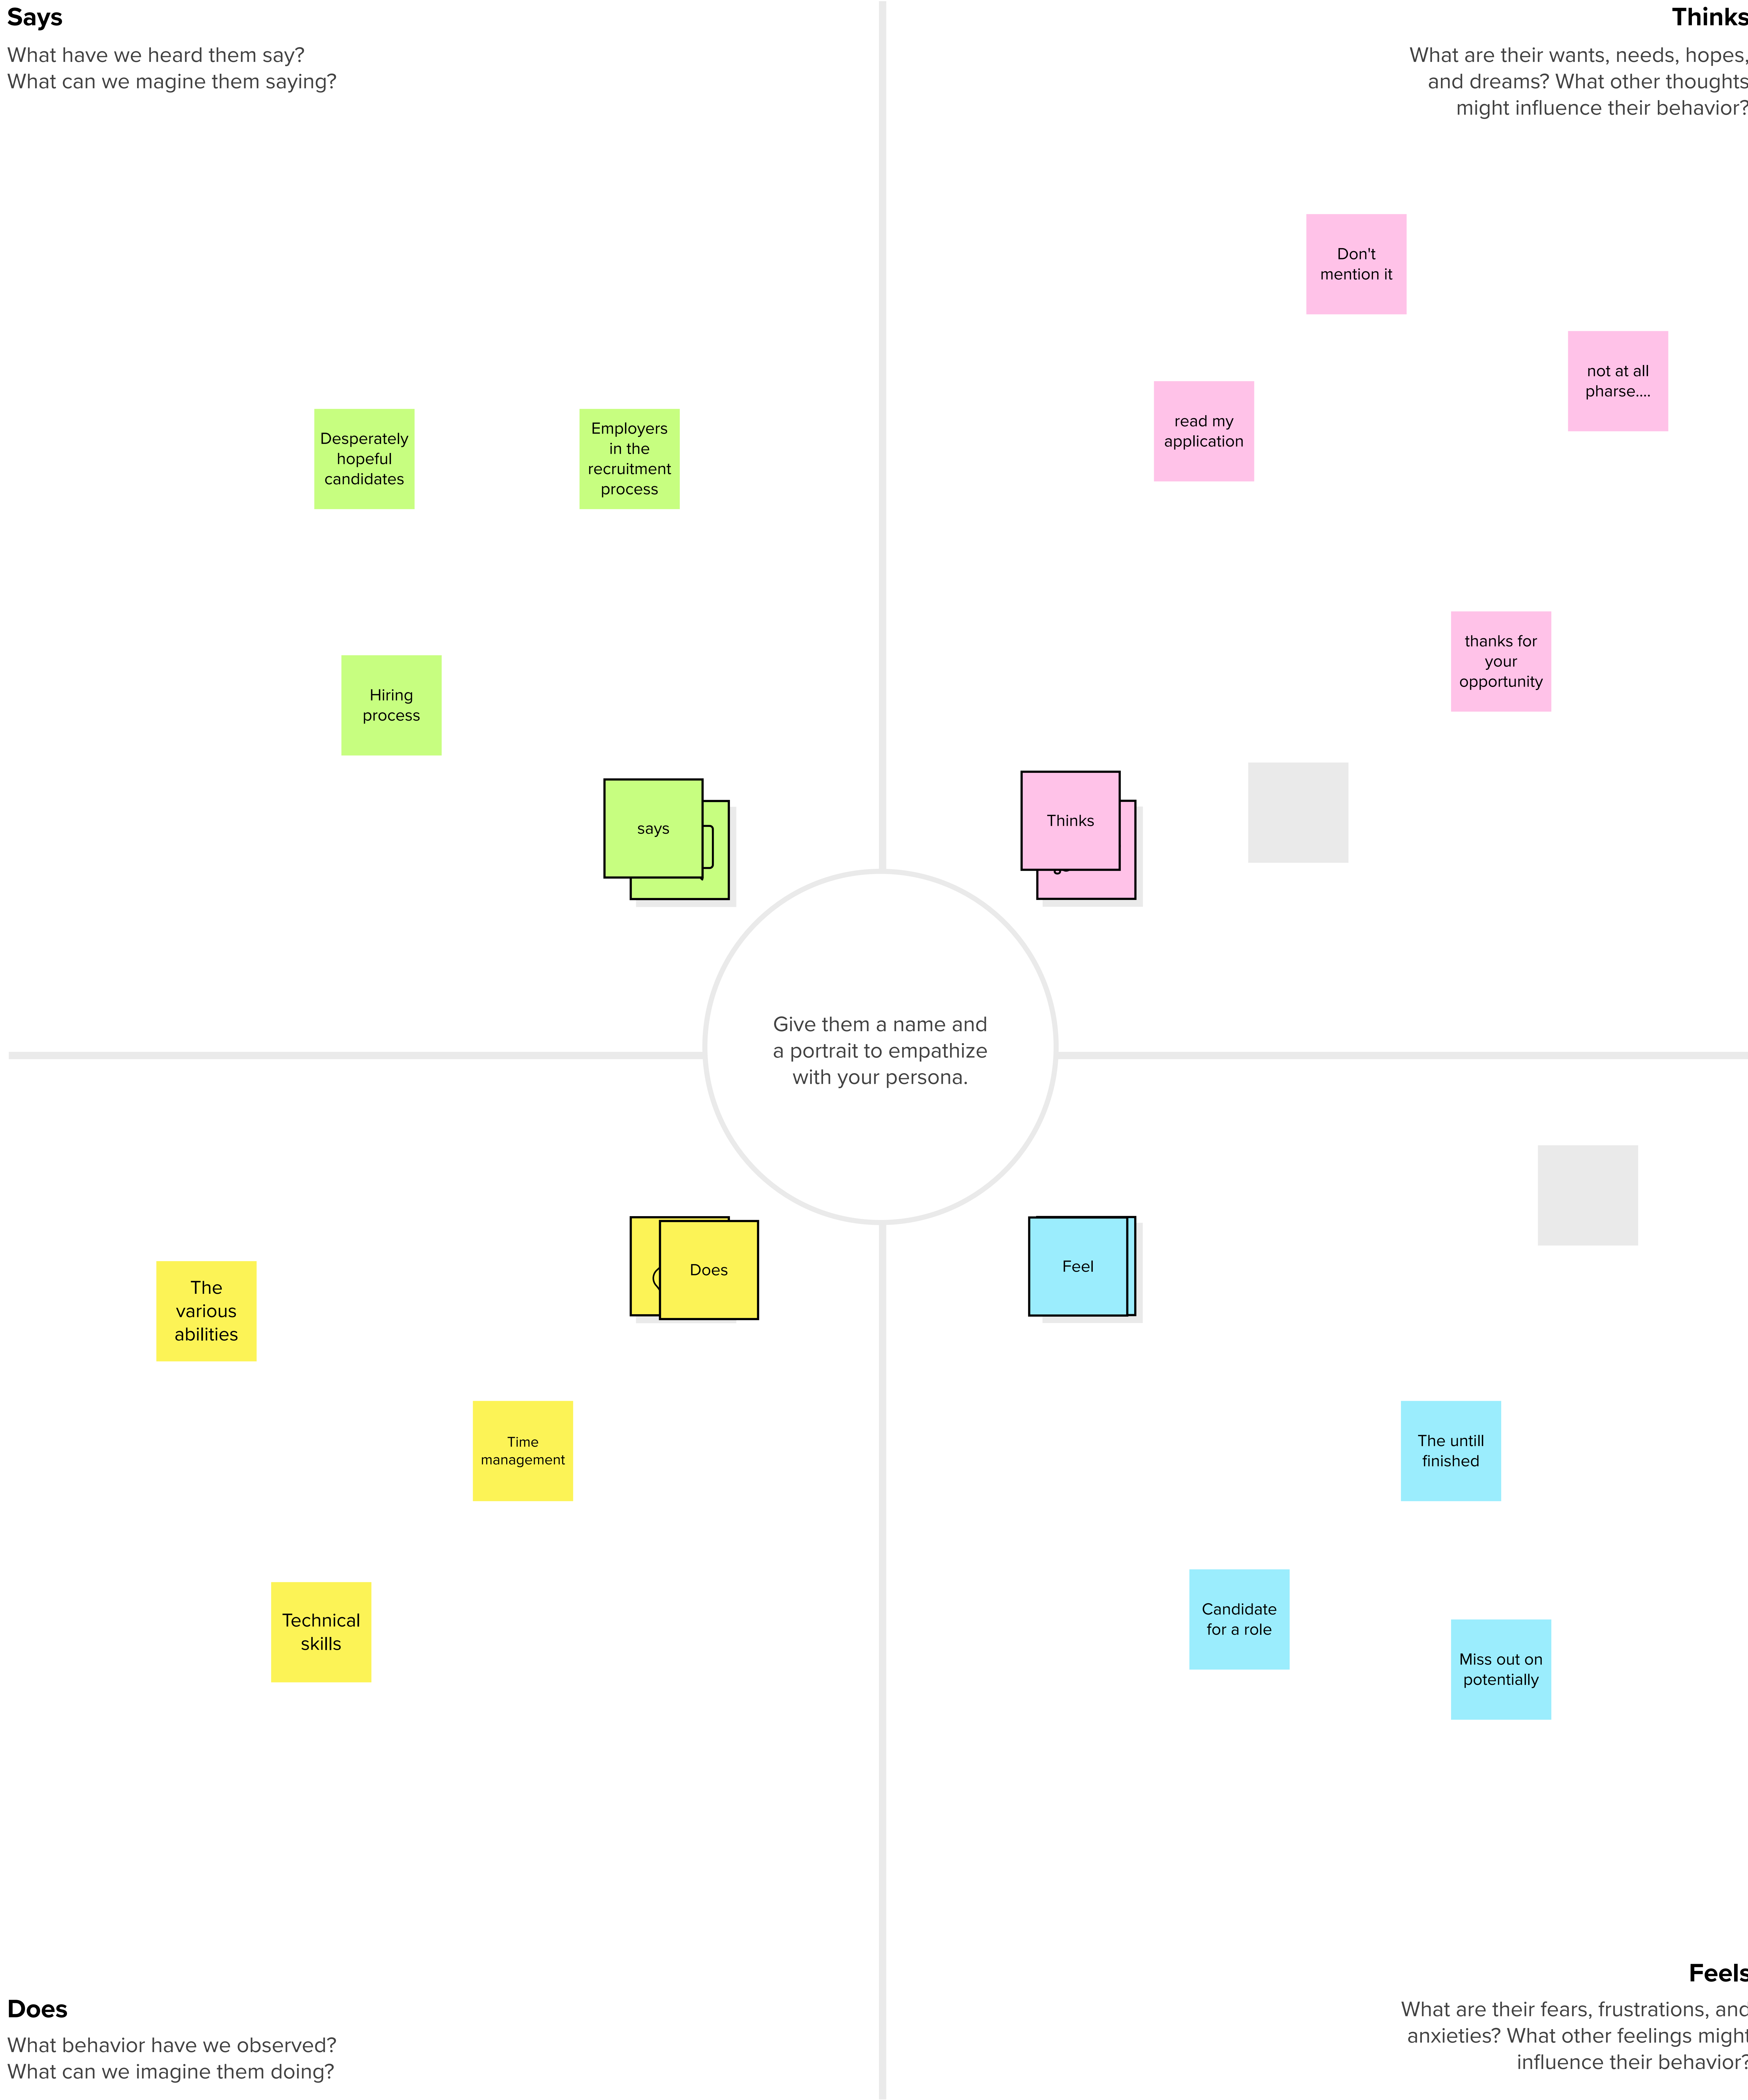 Says
What have we heard them say?
What can we magine them saying?
Thinks
What are their wants, needs, hopes,
and dreams? What other thoughts
might influence their behavior?
Desperately
hopeful
candidates
Employers
in the
recruitment
process
Hiring
process
says
Don't
mention it
not at all
pharse....
read my
application
thanks for
your
opportunity
Thinks
Give them a name and
a portrait to empathize
with your persona.
The
various
abilities
Time
management
Technical
skills
Does
Feel
The untill
finished
Candidate
for a role
Miss out on
potentially
Does
What behavior have we observed?
What can we imagine them doing?
Feels
What are their fears, frustrations, and
anxieties? What other feelings might
influence their behavior?